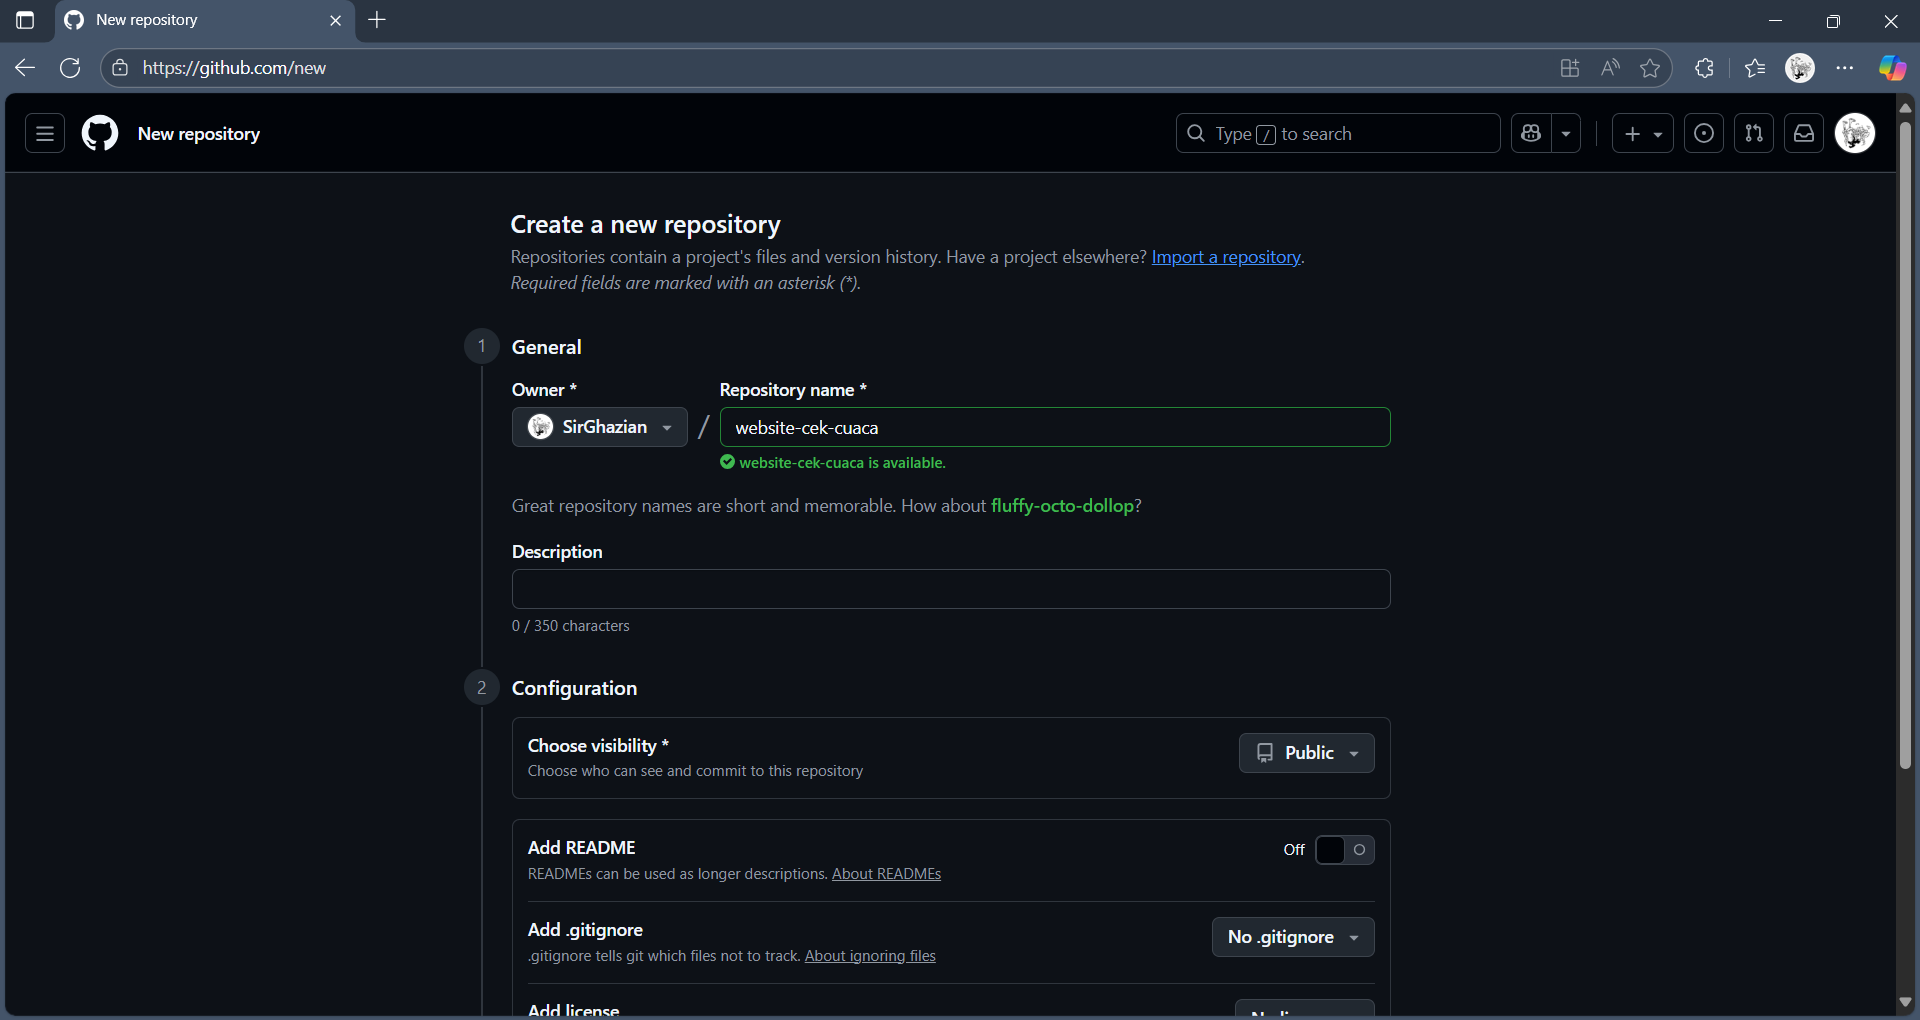 New repository
https://github.com/new
New repository
Type / to search
Create a new repository
Repositories contain a project's files and version history. Have a project elsewhere? Import a repository.
Required fields are marked with an asterisk (*).
1 General
Owner * Repository name *
SirGhazian / website-cek-cuaca
website-cek-cuaca is available.
Great repository names are short and memorable. How about fluffy-octo-dollop?
Description
0 / 350 characters
2 Configuration
Choose visibility *
Public
Choose who can see and commit to this repository
Add README
Off
READMEs can be used as longer descriptions. About READMEs
Add .gitignore
No .gitignore
.gitignore tells git which files not to track. About ignoring files
Add license